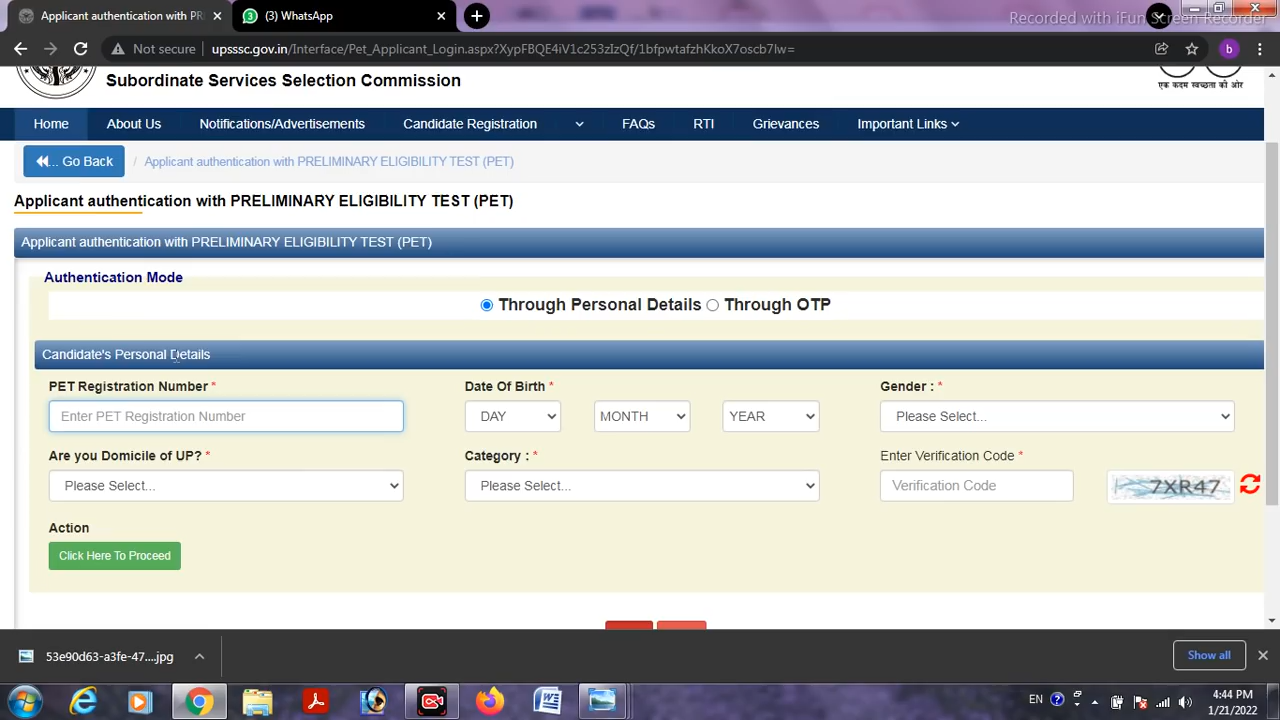 Applicant authentication with PRE
(3) WhatsApp
Recorded with iFun Screen Recorder
Not secure
upsssc.gov.in/Interface/Pet_Applicant_Login.aspx?XypFBQE4iV1c253zIzQf/1bfpwtafzhKkoX7oscb7lw=
b
Subordinate Services Selection Commission
एक कदम स्वच्छता की ओर
Home
About Us
Notifications/Advertisements
Candidate Registration
FAQs
RTI
Grievances
Important Links
... Go Back
/ Applicant authentication with PRELIMINARY ELIGIBILITY TEST (PET)
Applicant authentication with PRELIMINARY ELIGIBILITY TEST (PET)
Applicant authentication with PRELIMINARY ELIGIBILITY TEST (PET)
Authentication Mode
Through Personal Details
Through OTP
Candidate's Personal Details
PET Registration Number *
Date Of Birth *
Gender : *
Enter PET Registration Number
DAY
MONTH
YEAR
Please Select...
Are you Domicile of UP? *
Category : *
Enter Verification Code *
Please Select...
Please Select...
Verification Code
7XR47
Action
Click Here To Proceed
53e90d63-a3fe-47....jpg
Show all
EN
4:44 PM
1/21/2022